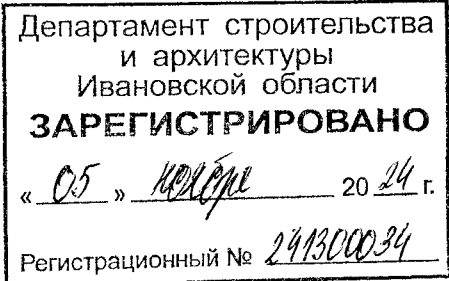 Департамент строительства
и архитектуры
Ивановской области
ЗАРЕГИСТРИРОВАНО
« 05 » ноября 20 24 г.
Регистрационный № 241300034